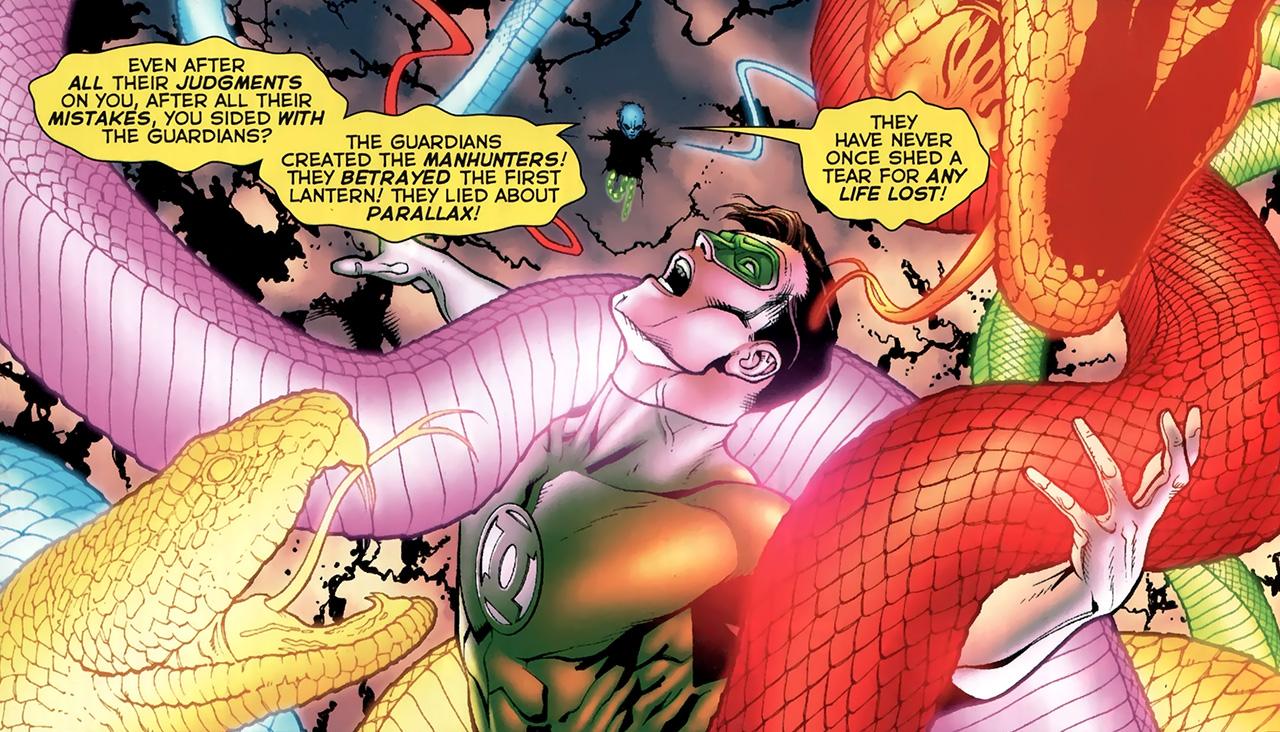 EVEN AFTER
ALL THEIR JUDGMENTS
ON YOU, AFTER ALL THEIR
MISTAKES, YOU SIDED WITH
THE GUARDIANS?
THE GUARDIANS
CREATED THE MANHUNTERS!
THEY BETRAYED THE FIRST
LANTERN! THEY LIED ABOUT
PARALLAX!
THEY
HAVE NEVER
ONCE SHED A
TEAR FOR ANY
LIFE LOST!